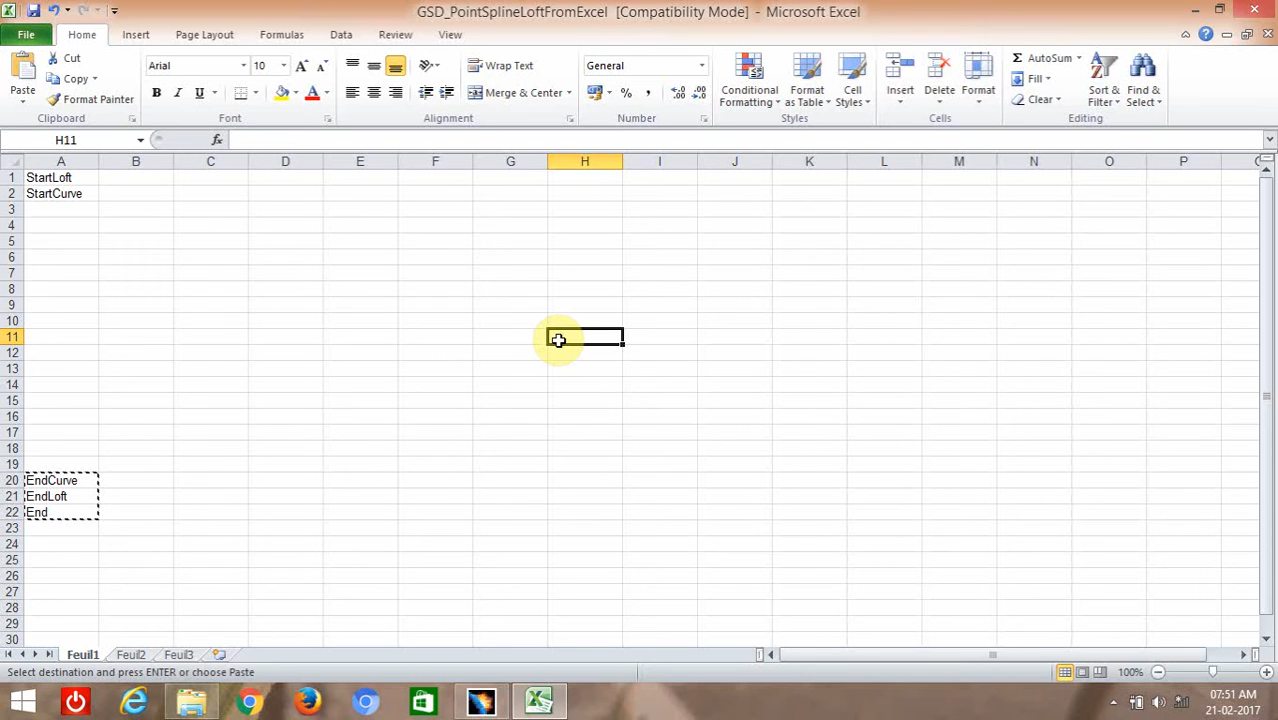 GSD_PointSplineLoftFromExcel [Compatibility Mode] - Microsoft Excel
File Home Insert Page Layout Formulas Data Review View
Paste Cut Copy Format Painter Clipboard
Arial 10 A A B I U A Font
Wrap Text Merge & Center Alignment
General % , Number
Conditional Formatting Format as Table Cell Styles Styles
Insert Delete Format Cells
Σ AutoSum Fill Clear Sort & Filter Find & Select Editing
H11 fx
A B C D E F G H I J K L M N O P
1 StartLoft
2 StartCurve
3
4
5
6
7
8
9
10
11
12
13
14
15
16
17
18
19
20 EndCurve
21 EndLoft
22 End
23
24
25
26
27
28
29
30
Feuil1 Feuil2 Feuil3
Select destination and press ENTER or choose Paste 100%
07:51 AM
21-02-2017